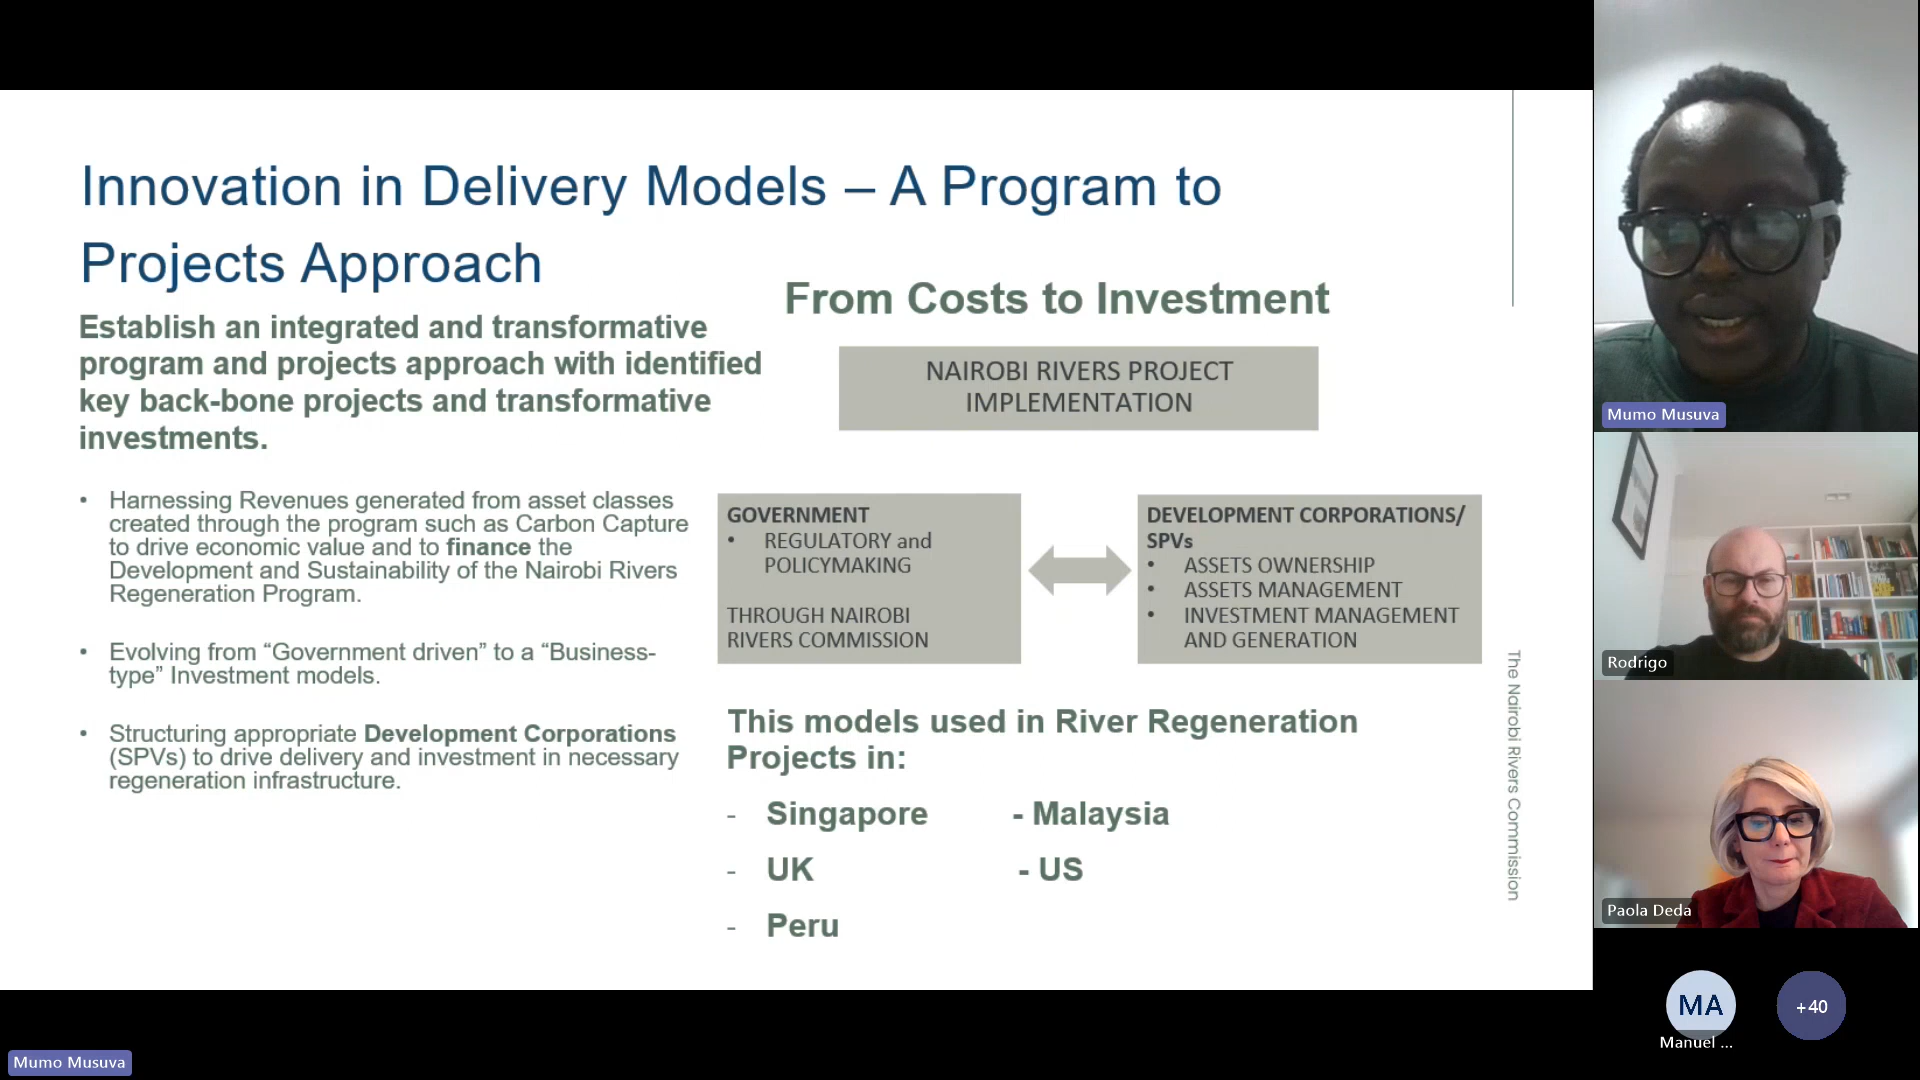 Innovation in Delivery Models – A Program to
Projects Approach
Establish an integrated and transformative
program and projects approach with identified
key back-bone projects and transformative
investments.
• Harnessing Revenues generated from asset classes
created through the program such as Carbon Capture
to drive economic value and to finance the
Development and Sustainability of the Nairobi Rivers
Regeneration Program.
• Evolving from “Government driven” to a “Business-
type” Investment models.
• Structuring appropriate Development Corporations
(SPVs) to drive delivery and investment in necessary
regeneration infrastructure.
From Costs to Investment
NAIROBI RIVERS PROJECT
IMPLEMENTATION
GOVERNMENT
• REGULATORY and
POLICYMAKING
THROUGH NAIROBI
RIVERS COMMISSION
DEVELOPMENT CORPORATIONS/
SPVs
• ASSETS OWNERSHIP
• ASSETS MANAGEMENT
• INVESTMENT MANAGEMENT
AND GENERATION
This models used in River Regeneration
Projects in:
- Singapore - Malaysia
- UK - US
- Peru
The Nairobi Rivers Commission
Mumo Musuva
Rodrigo
Paola Deda
MA
Manuel ...
+40
Mumo Musuva